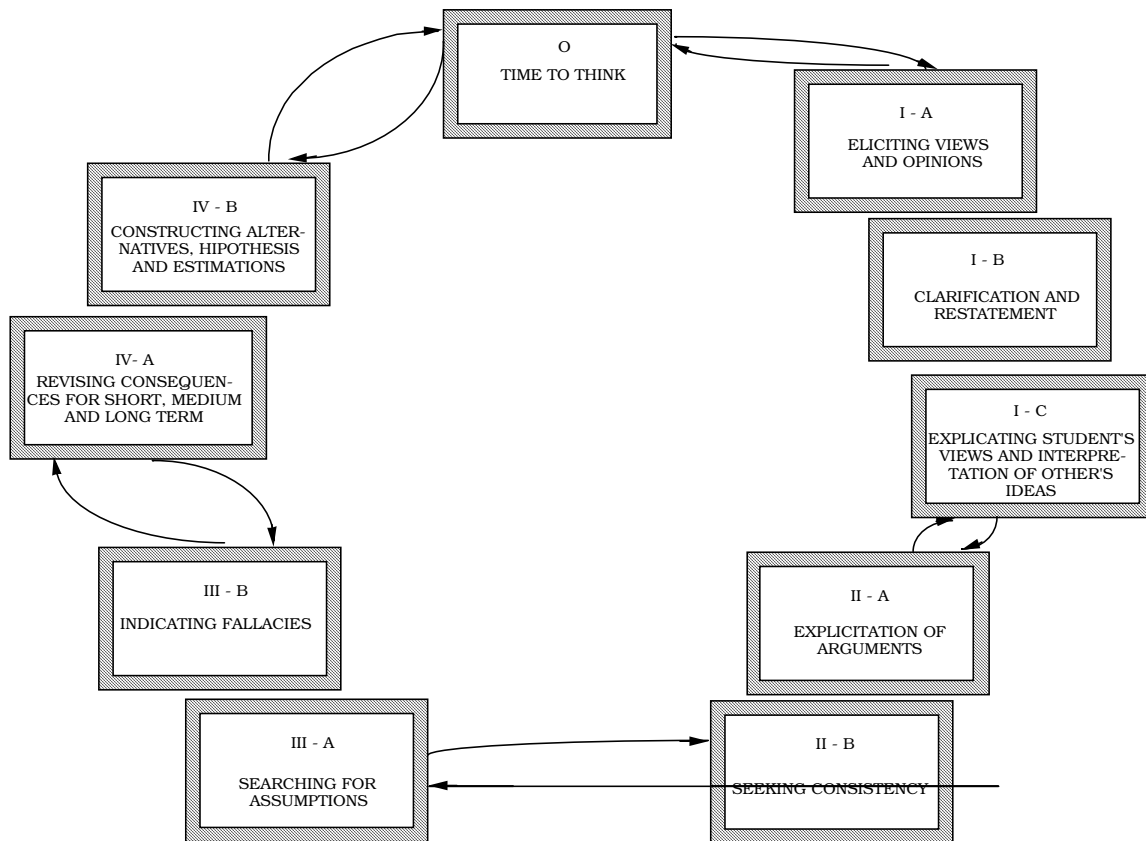 O
TIME TO THINK
I - A
ELICITING VIEWS
AND OPINIONS
I - B
CLARIFICATION AND
RESTATEMENT
I - C
EXPLICATING STUDENT'S
VIEWS AND INTERPRE-
TATION OF OTHER'S
IDEAS
II - A
EXPLICITATION OF
ARGUMENTS
II - B
SEEKING CONSISTENCY
III - A
SEARCHING FOR
ASSUMPTIONS
III - B
INDICATING FALLACIES
IV- A
REVISING CONSEQUEN-
CES FOR SHORT, MEDIUM
AND LONG TERM
IV - B
CONSTRUCTING ALTER-
NATIVES, HIPOTHESIS
AND ESTIMATIONS